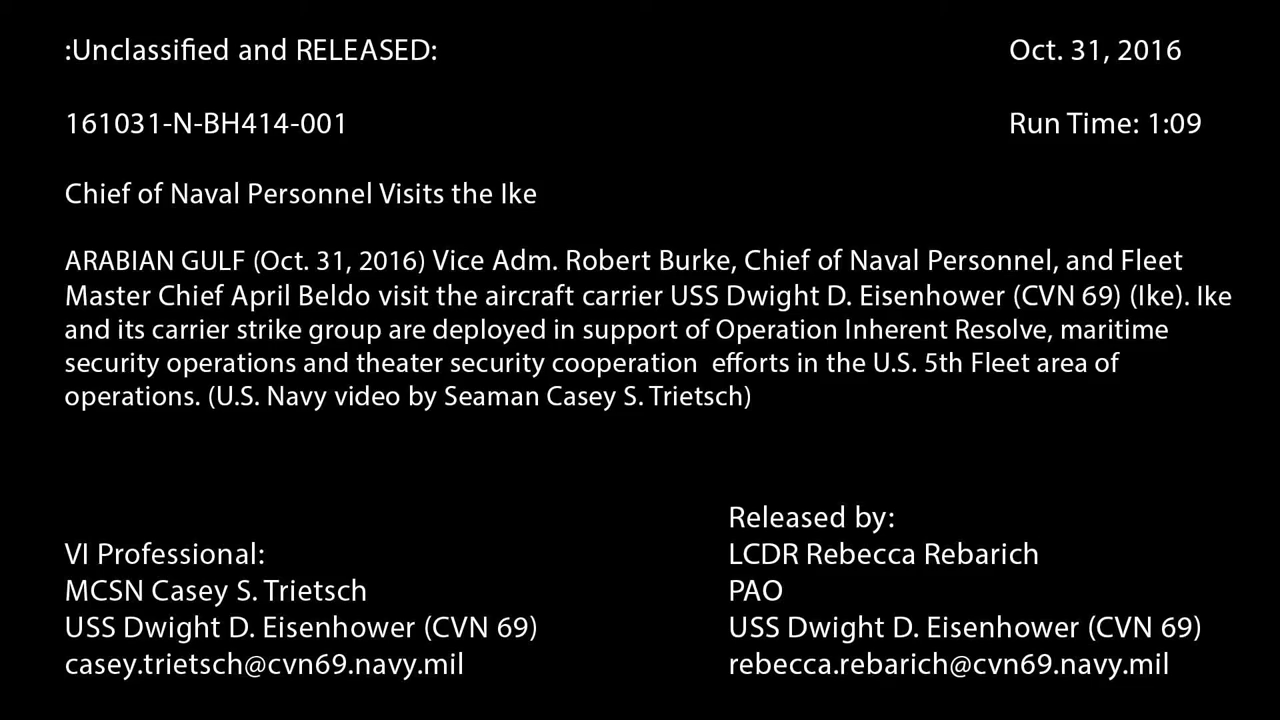 :Unclassified and RELEASED:
Oct. 31, 2016
161031-N-BH414-001
Run Time: 1:09
Chief of Naval Personnel Visits the Ike
ARABIAN GULF (Oct. 31, 2016) Vice Adm. Robert Burke, Chief of Naval Personnel, and Fleet
Master Chief April Beldo visit the aircraft carrier USS Dwight D. Eisenhower (CVN 69) (Ike). Ike
and its carrier strike group are deployed in support of Operation Inherent Resolve, maritime
security operations and theater security cooperation  efforts in the U.S. 5th Fleet area of
operations. (U.S. Navy video by Seaman Casey S. Trietsch)
VI Professional:
MCSN Casey S. Trietsch
USS Dwight D. Eisenhower (CVN 69)
casey.trietsch@cvn69.navy.mil
Released by:
LCDR Rebecca Rebarich
PAO
USS Dwight D. Eisenhower (CVN 69)
rebecca.rebarich@cvn69.navy.mil